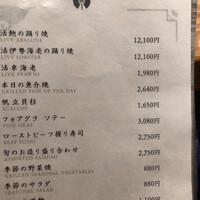 活鮑の踊り焼 12,100円
LIVE ABALONE
活伊勢海老の踊り焼 12,100円
LIVE LOBSTER
活車海老 1,980円
LIVE PRAWNS
本日の魚介焼 2,640円
GRILLED FISH OF THE DAY
帆立貝柱 1,650円
SCALLOP
フォアグラ ソテー 3,080円
FOIE GRAS
ローストビーフ握り寿司 2,750円
BEEF SUSHI
旬のお造り盛り合わせ 2,750円
ASSORTED SASHIMI
季節の野菜焼 880円
GRILLED SEASONAL VEGETABLES
季節のサラダ 880円
SEASONAL SALAD